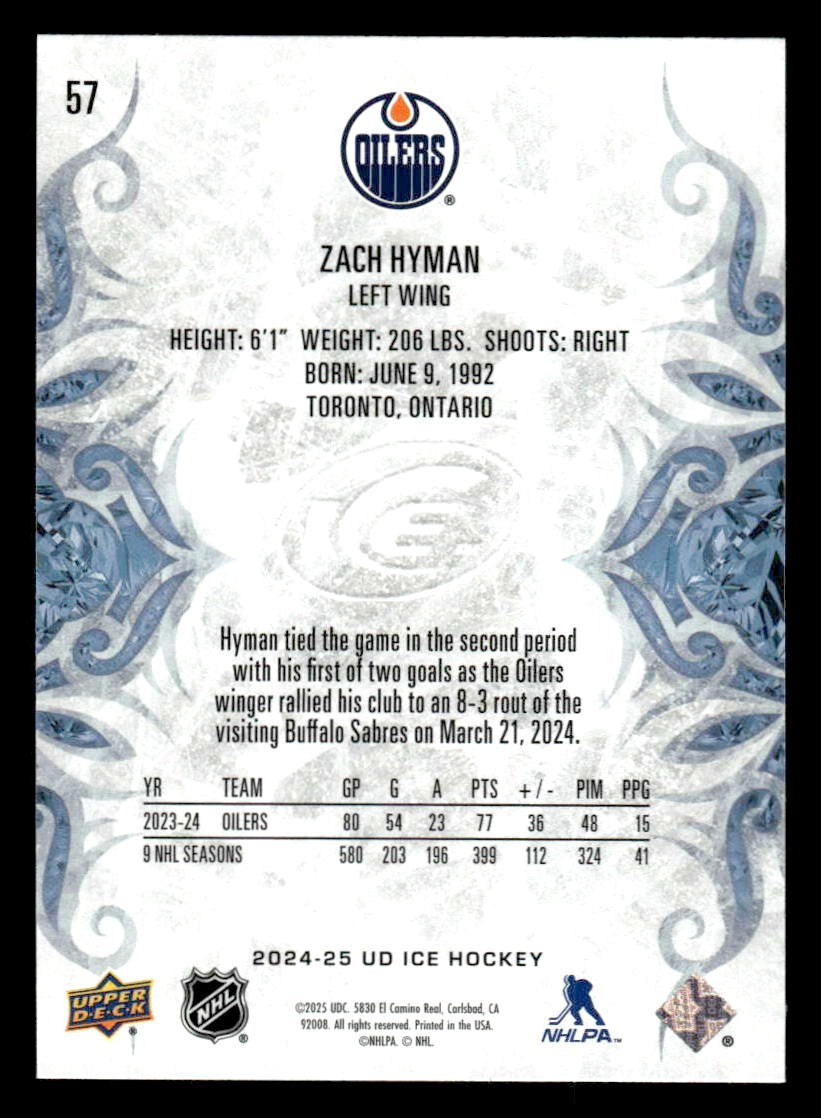 57
OILERS
®
ZACH HYMAN
LEFT WING
HEIGHT: 6'1" WEIGHT: 206 LBS. SHOOTS: RIGHT
BORN: JUNE 9, 1992
TORONTO, ONTARIO
ICE
Hyman tied the game in the second period
with his first of two goals as the Oilers
winger rallied his club to an 8-3 rout of the
visiting Buffalo Sabres on March 21, 2024.
YR TEAM GP G A PTS +/- PIM PPG
2023-24 OILERS 80 54 23 77 36 48 15
9 NHL SEASONS 580 203 196 399 112 324 41
2024-25 UD ICE HOCKEY
UPPER
D·E·C·K
®
NHL
®
©2025 UDC. 5830 El Camino Real, Carlsbad, CA
92008. All rights reserved. Printed in the USA.
©NHLPA. © NHL.
NHLPA™
®